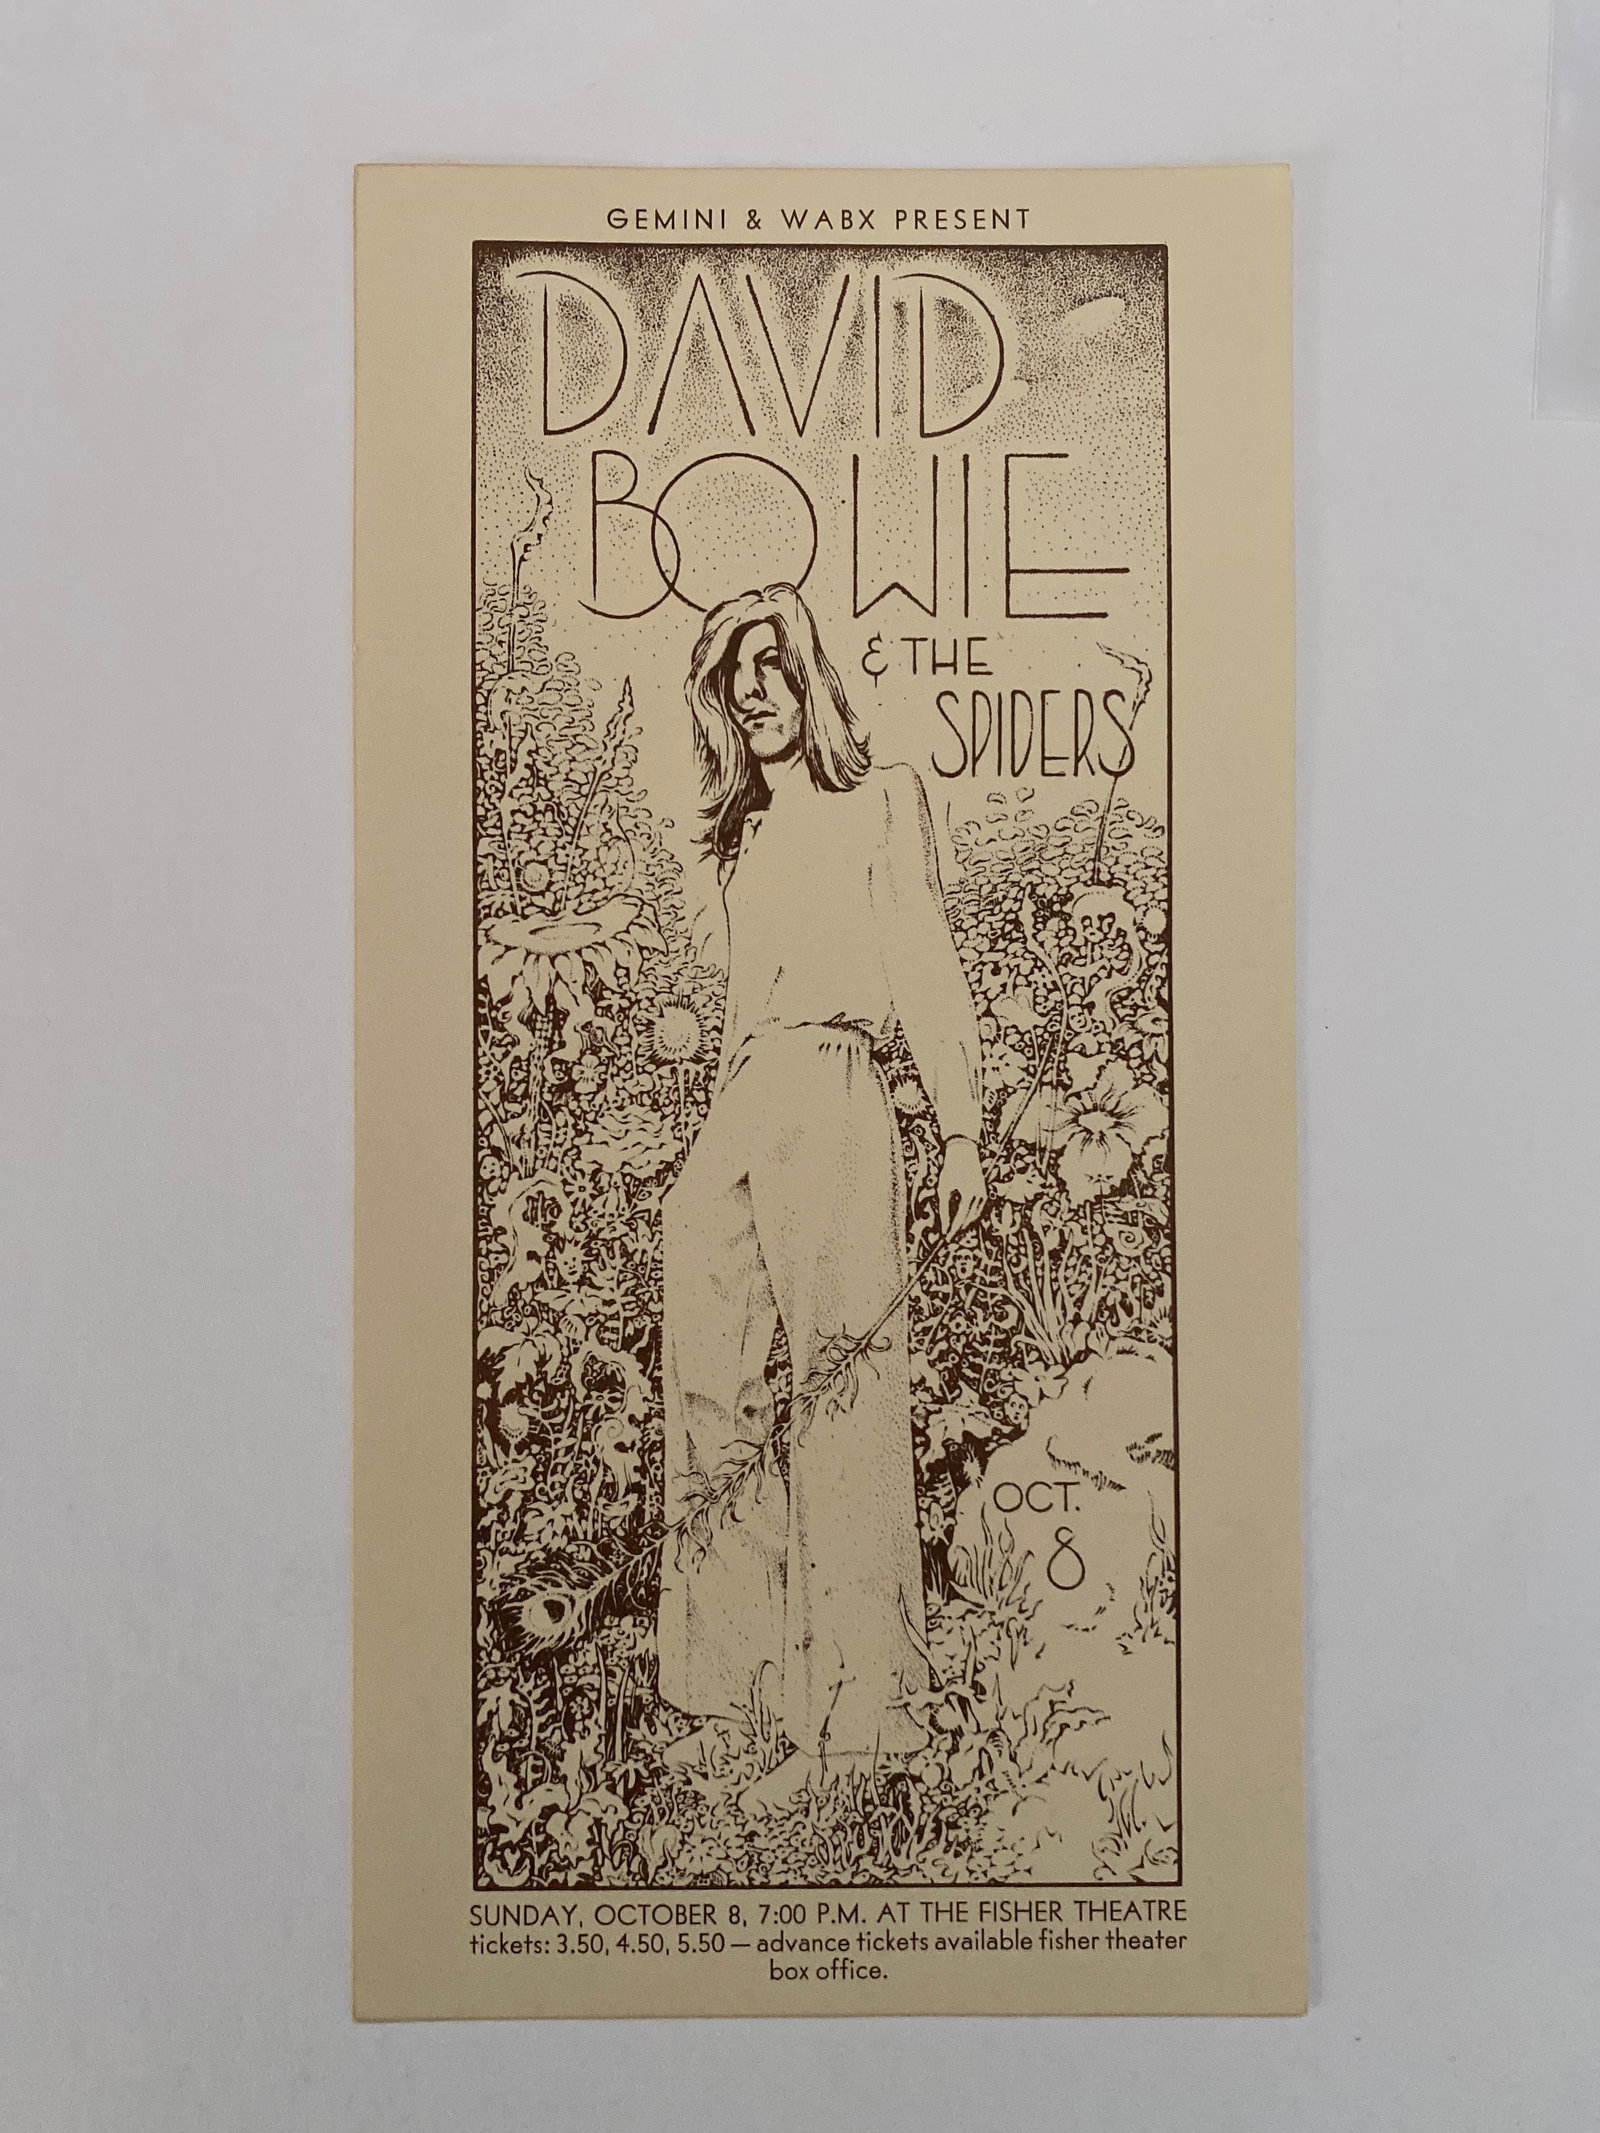 GEMINI & WABX PRESENT
DAVID
BOWIE
& THE
SPIDERS
OCT.
8
SUNDAY, OCTOBER 8, 7:00 P.M. AT THE FISHER THEATRE
tickets: 3.50, 4.50, 5.50 — advance tickets available fisher theater
box office.